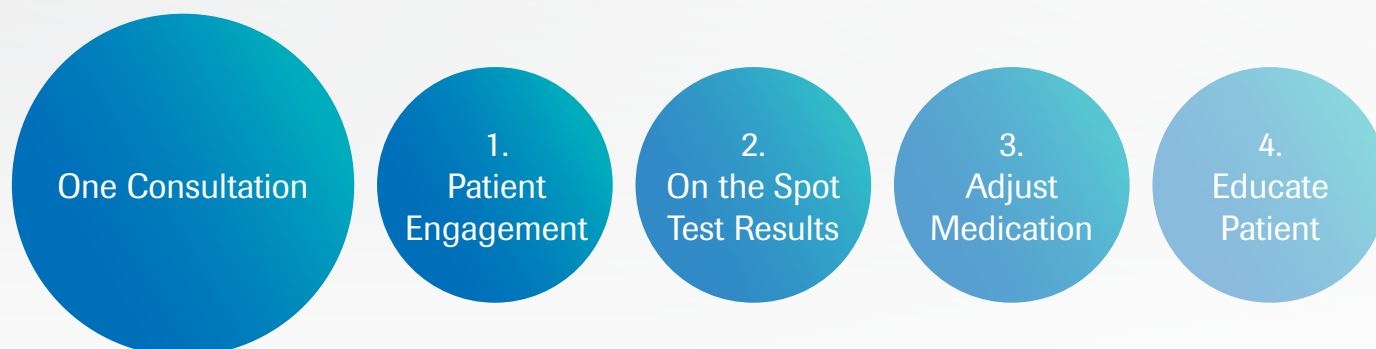 One Consultation
1.
Patient
Engagement
2.
On the Spot
Test Results
3.
Adjust
Medication
4.
Educate
Patient